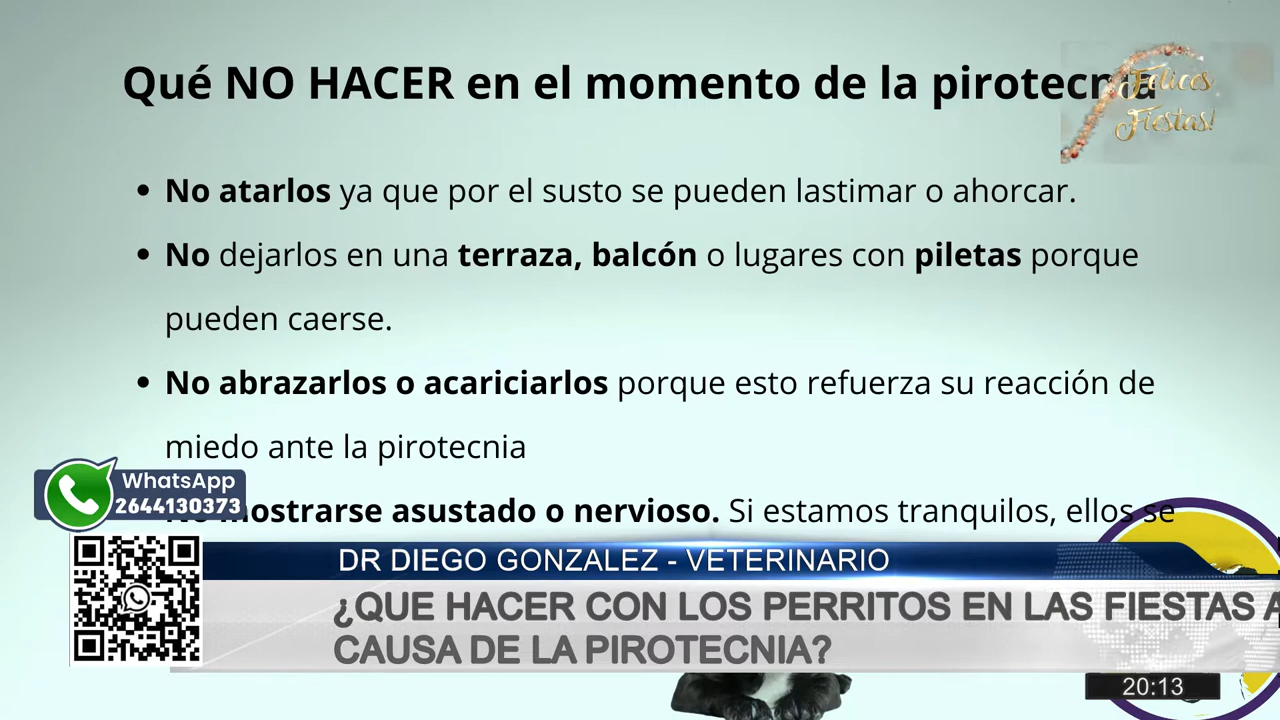 Qué NO HACER en el momento de la pirotecnia
Felices
Fiestas!
• No atarlos ya que por el susto se pueden lastimar o ahorcar.
• No dejarlos en una terraza, balcón o lugares con piletas porque
pueden caerse.
• No abrazarlos o acariciarlos porque esto refuerza su reacción de
miedo ante la pirotecnia
WhatsApp
2644130373
No mostrarse asustado o nervioso. Si estamos tranquilos, ellos se
DR DIEGO GONZALEZ - VETERINARIO
¿QUE HACER CON LOS PERRITOS EN LAS FIESTAS A
CAUSA DE LA PIROTECNIA?
20:13